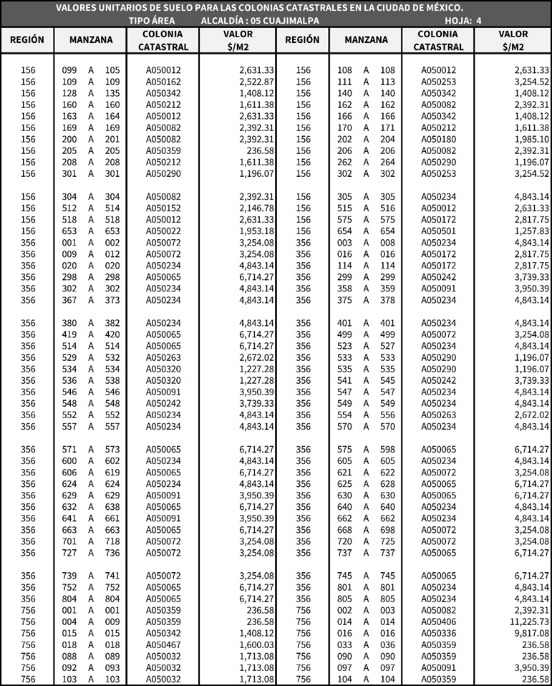 VALORES UNITARIOS DE SUELO PARA LAS COLONIAS CATASTRALES EN LA CIUDAD DE MÉXICO.
TIPO ÁREA ALCALDÍA : 05 CUAJIMALPA HOJA: 4
REGIÓN MANZANA COLONIA CATASTRAL VALOR $/M2 REGIÓN MANZANA COLONIA CATASTRAL VALOR $/M2
156 099 A 105 A050012 2,631.33 156 108 A 108 A050012 2,631.33
156 109 A 109 A050162 2,522.87 156 111 A 113 A050253 3,254.52
156 128 A 135 A050342 1,408.12 156 140 A 140 A050342 1,408.12
156 160 A 160 A050212 1,611.38 156 162 A 162 A050082 2,392.31
156 163 A 164 A050012 2,631.33 156 166 A 166 A050342 1,408.12
156 169 A 169 A050082 2,392.31 156 170 A 171 A050212 1,611.38
156 200 A 201 A050082 2,392.31 156 202 A 204 A050180 1,985.10
156 205 A 205 A050359 236.58 156 206 A 206 A050082 2,392.31
156 208 A 208 A050212 1,611.38 156 262 A 264 A050290 1,196.07
156 301 A 301 A050290 1,196.07 156 302 A 302 A050253 3,254.52
156 304 A 304 A050082 2,392.31 156 305 A 305 A050234 4,843.14
156 512 A 514 A050152 2,146.78 156 515 A 516 A050012 2,631.33
156 518 A 518 A050012 2,631.33 156 575 A 575 A050172 2,817.75
156 653 A 653 A050022 1,953.18 156 654 A 654 A050501 1,257.83
356 001 A 002 A050072 3,254.08 356 003 A 008 A050234 4,843.14
356 009 A 012 A050072 3,254.08 356 016 A 016 A050172 2,817.75
356 020 A 020 A050234 4,843.14 356 114 A 114 A050172 2,817.75
356 298 A 298 A050065 6,714.27 356 299 A 299 A050242 3,739.33
356 302 A 302 A050234 4,843.14 356 358 A 359 A050091 3,950.39
356 367 A 373 A050234 4,843.14 356 375 A 378 A050234 4,843.14
356 380 A 382 A050234 4,843.14 356 401 A 401 A050234 4,843.14
356 419 A 420 A050065 6,714.27 356 499 A 499 A050072 3,254.08
356 514 A 514 A050065 6,714.27 356 523 A 527 A050234 4,843.14
356 529 A 532 A050263 2,672.02 356 533 A 533 A050290 1,196.07
356 534 A 534 A050320 1,227.28 356 535 A 535 A050290 1,196.07
356 536 A 538 A050320 1,227.28 356 541 A 545 A050242 3,739.33
356 546 A 546 A050091 3,950.39 356 547 A 547 A050234 4,843.14
356 548 A 548 A050242 3,739.33 356 549 A 549 A050234 4,843.14
356 552 A 552 A050234 4,843.14 356 554 A 556 A050263 2,672.02
356 557 A 557 A050234 4,843.14 356 570 A 570 A050234 4,843.14
356 571 A 573 A050065 6,714.27 356 575 A 598 A050065 6,714.27
356 600 A 602 A050234 4,843.14 356 605 A 605 A050234 4,843.14
356 606 A 619 A050065 6,714.27 356 621 A 622 A050072 3,254.08
356 624 A 624 A050234 4,843.14 356 625 A 628 A050065 6,714.27
356 629 A 629 A050091 3,950.39 356 630 A 630 A050065 6,714.27
356 632 A 638 A050065 6,714.27 356 640 A 640 A050234 4,843.14
356 641 A 661 A050091 3,950.39 356 662 A 662 A050234 4,843.14
356 663 A 663 A050065 6,714.27 356 668 A 698 A050072 3,254.08
356 701 A 718 A050072 3,254.08 356 720 A 725 A050072 3,254.08
356 727 A 736 A050072 3,254.08 356 737 A 737 A050065 6,714.27
356 739 A 741 A050072 3,254.08 356 745 A 745 A050065 6,714.27
356 752 A 752 A050065 6,714.27 356 801 A 801 A050234 4,843.14
356 804 A 804 A050065 6,714.27 356 805 A 805 A050234 4,843.14
756 001 A 001 A050359 236.58 756 002 A 003 A050082 2,392.31
756 004 A 009 A050359 236.58 756 014 A 014 A050406 11,225.73
756 015 A 015 A050342 1,408.12 756 016 A 016 A050336 9,817.08
756 018 A 018 A050467 1,600.03 756 033 A 036 A050359 236.58
756 088 A 089 A050032 1,713.08 756 090 A 090 A050359 236.58
756 092 A 093 A050032 1,713.08 756 097 A 097 A050091 3,950.39
756 103 A 103 A050032 1,713.08 756 104 A 104 A050359 236.58